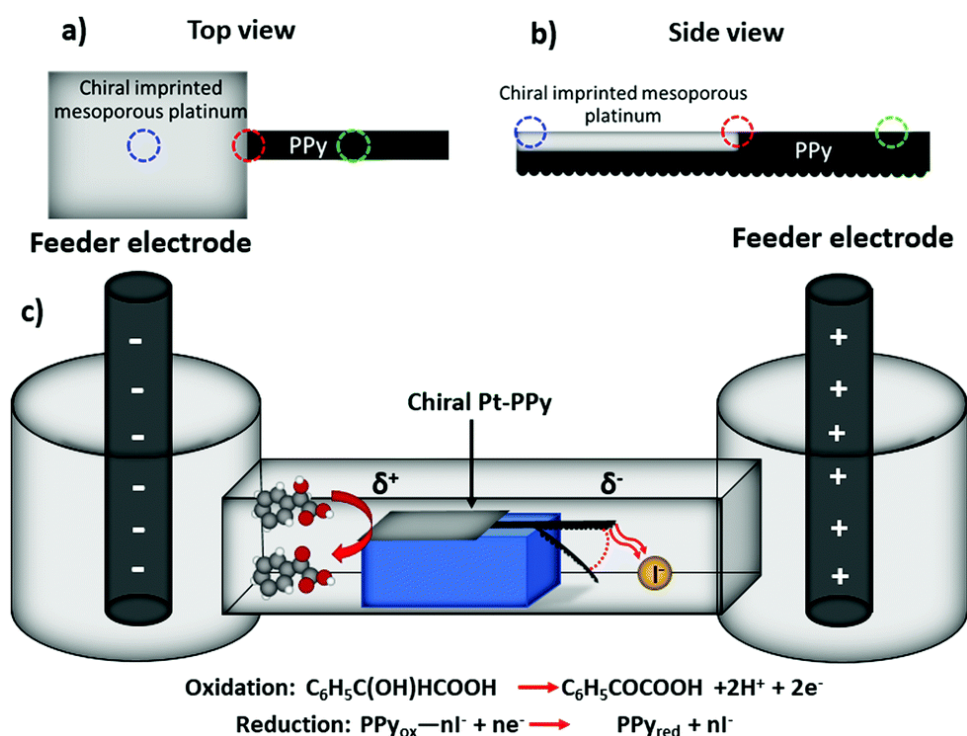 a)
Top view
Chiral imprinted
mesoporous platinum
PPy
b)
Side view
Chiral imprinted mesoporous
platinum
PPy
Feeder electrode
Feeder electrode
c)
-
-
-
-
-
-
+
+
+
+
+
+
Chiral Pt-PPy
δ⁺
δ⁻
I⁻
Oxidation: C₆H₅C(OH)HCOOH → C₆H₅COCOOH +2H⁺ + 2e⁻
Reduction: PPyₒₓ—nI⁻ + ne⁻ → PPy_red + nI⁻